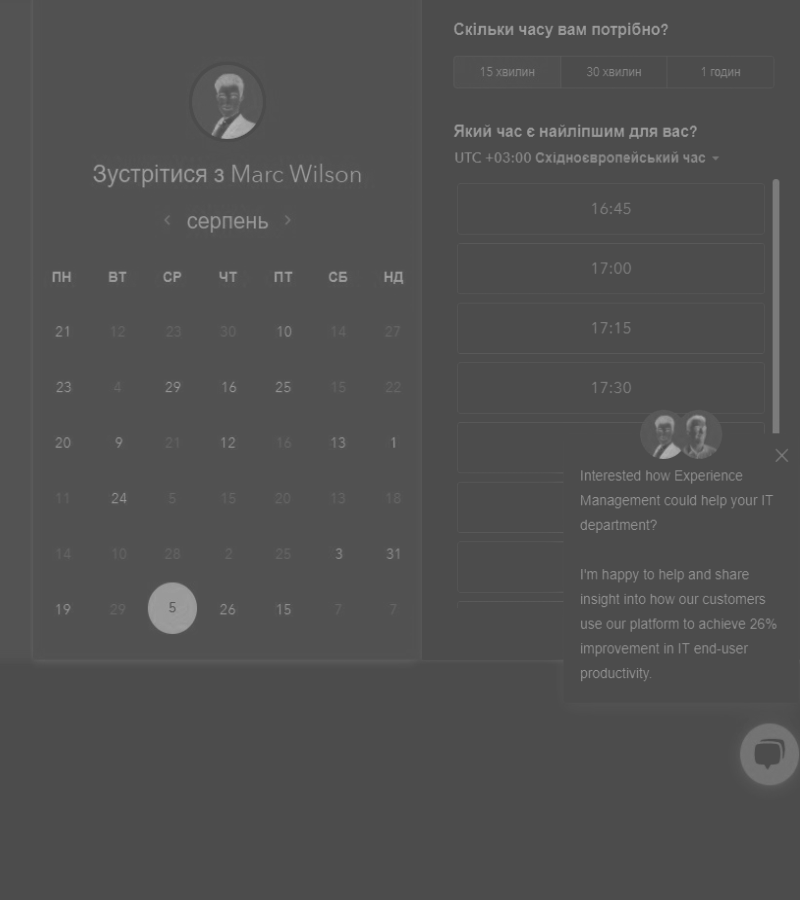 Зустрітися з Marc Wilson
серпень
ПН ВТ СР ЧТ ПТ СБ НД
21 12 23 30 10 14 27
23 4 29 16 25 15 22
20 9 21 12 16 13 1
11 24 5 15 20 13 18
14 10 28 2 25 3 31
19 29 5 26 15 7 7
Скільки часу вам потрібно?
15 хвилин 30 хвилин 1 годин
Який час є найліпшим для вас?
UTC +03:00 Східноєвропейський час
16:45
17:00
17:15
17:30
Interested how Experience
Management could help your IT
department?
I'm happy to help and share
insight into how our customers
use our platform to achieve 26%
improvement in IT end-user
productivity.